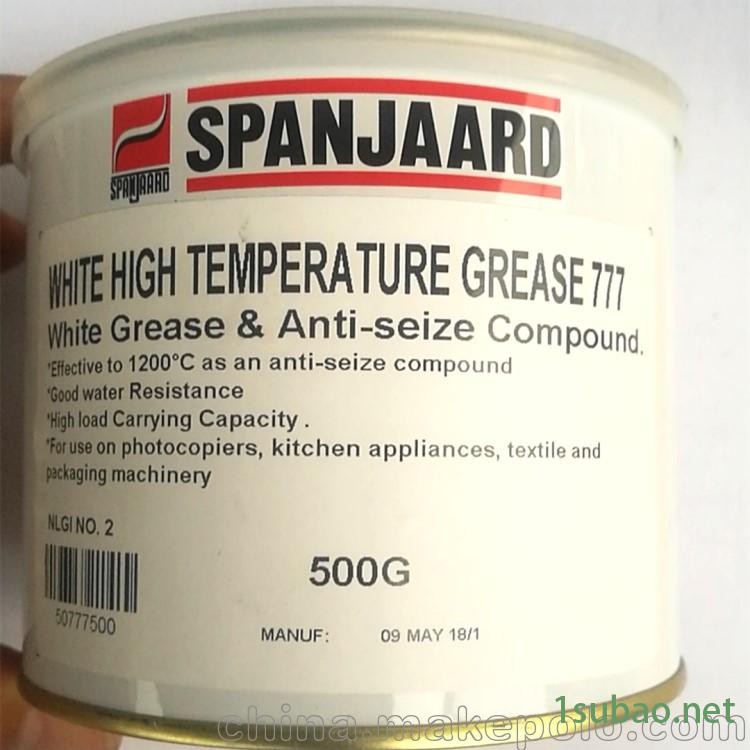 SPANJAARD
SPANJAARD
WHITE HIGH TEMPERATURE GREASE 777
White Grease & Anti-seize Compound.
*Effective to 1200°C as an anti-seize compound
*Good water Resistance
*High load Carrying Capacity .
*For use on photocopiers, kitchen appliances, textile and
packaging machinery
NLGI NO. 2
500G
50777500
MANUF: 09 MAY 18/1
1subao.net
china.makepolo.com